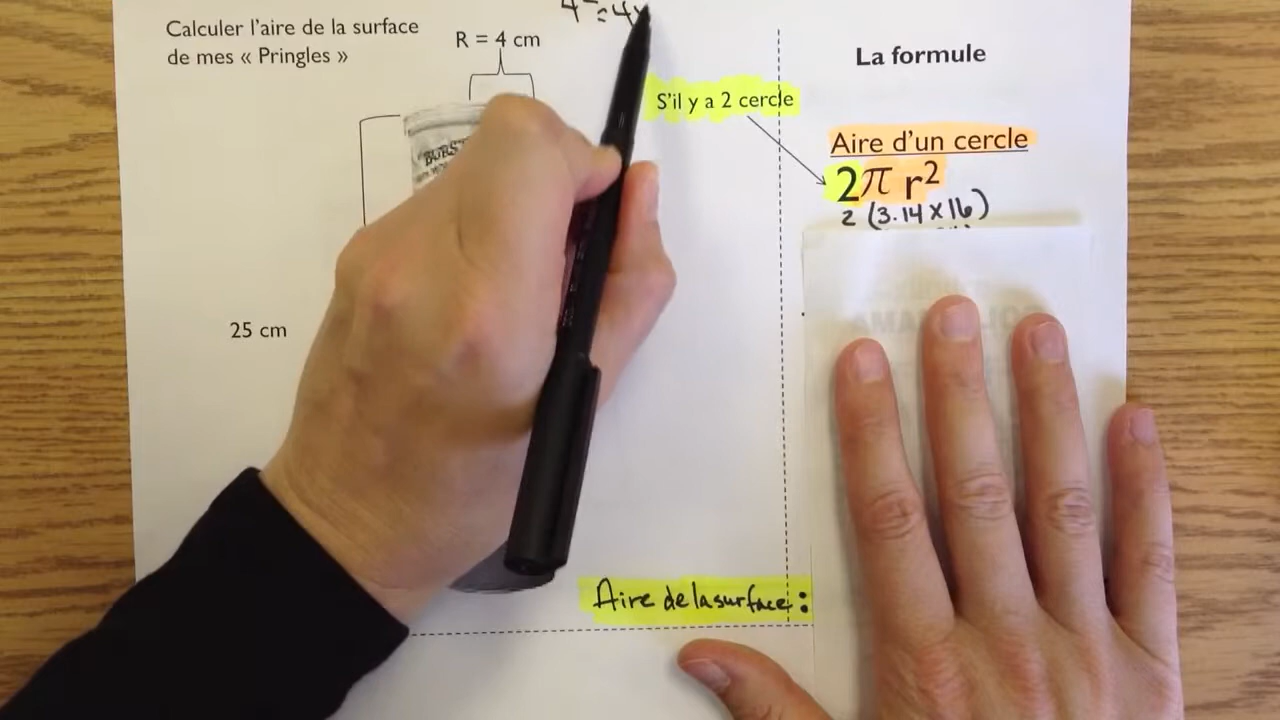 Calculer l'aire de la surface
de mes « Pringles »
R = 4 cm
La formule
S'il y a 2 cercle
Aire d'un cercle
2π r²
2 (3.14 x 16)
25 cm
Aire de la surface :